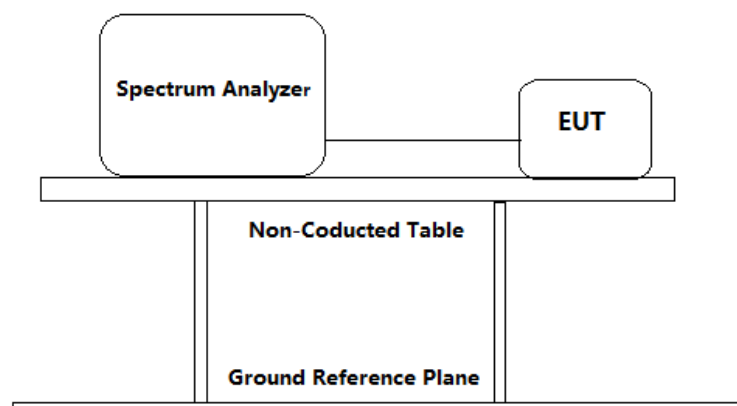 Spectrum Analyzer
EUT
Non-Coducted Table
Ground Reference Plane